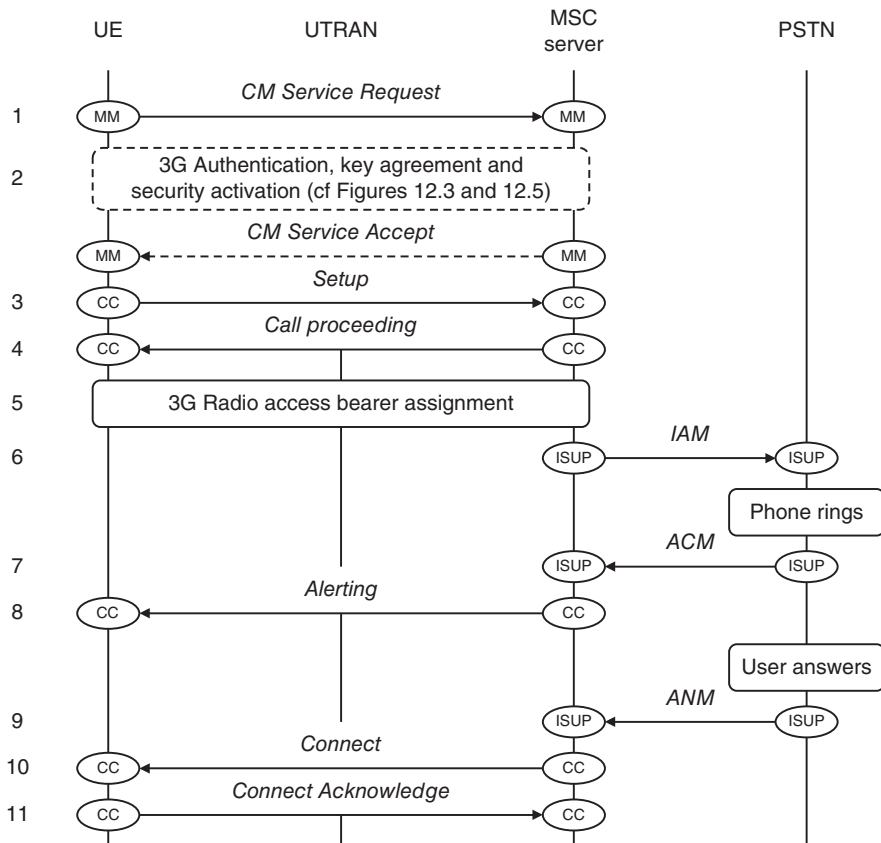 UE UTRAN MSC server PSTN
CM Service Request
1 MM MM
2 3G Authentication, key agreement and
security activation (cf Figures 12.3 and 12.5)
CM Service Accept
MM MM
Setup
3 CC CC
Call proceeding
4 CC CC
5 3G Radio access bearer assignment
IAM
6 ISUP ISUP
Phone rings
ACM
7 ISUP ISUP
Alerting
8 CC CC
User answers
ANM
9 ISUP ISUP
Connect
10 CC CC
Connect Acknowledge
11 CC CC